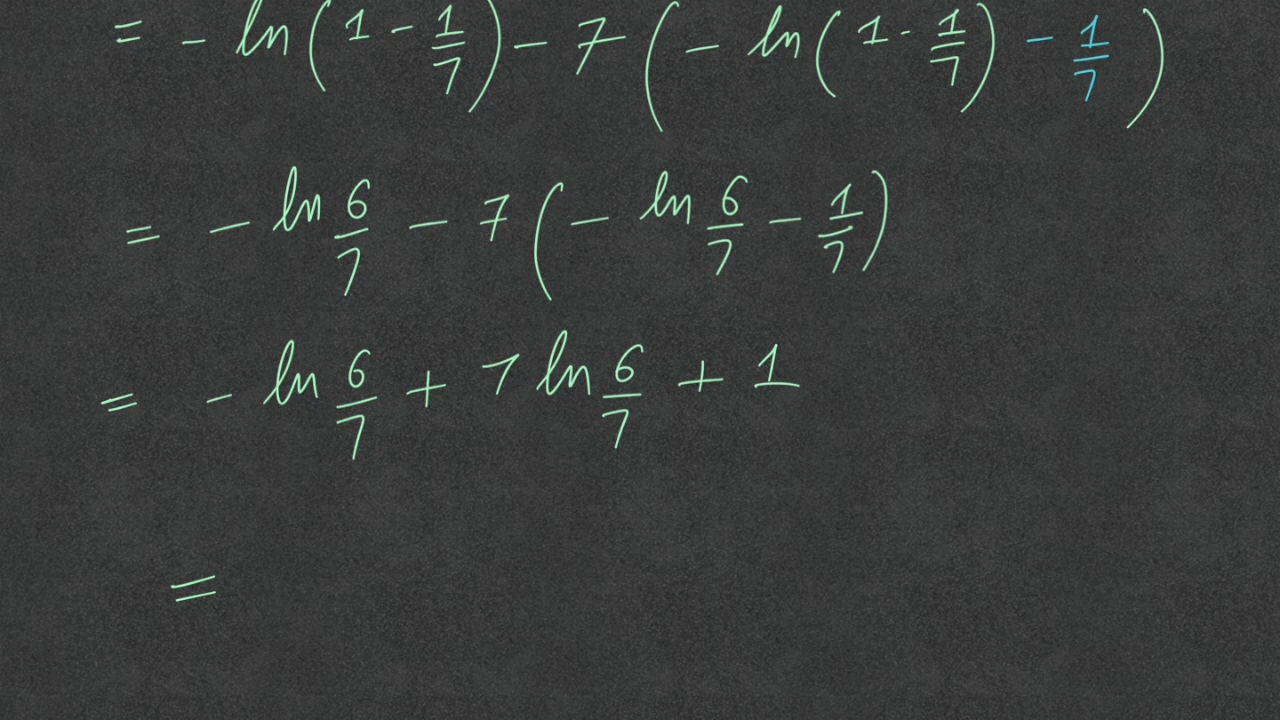 = - ln(1 - 1/7) - 7(- ln(1 - 1/7) - 1/7)
= - ln 6/7 - 7(- ln 6/7 - 1/7)
= - ln 6/7 + 7 ln 6/7 + 1
=